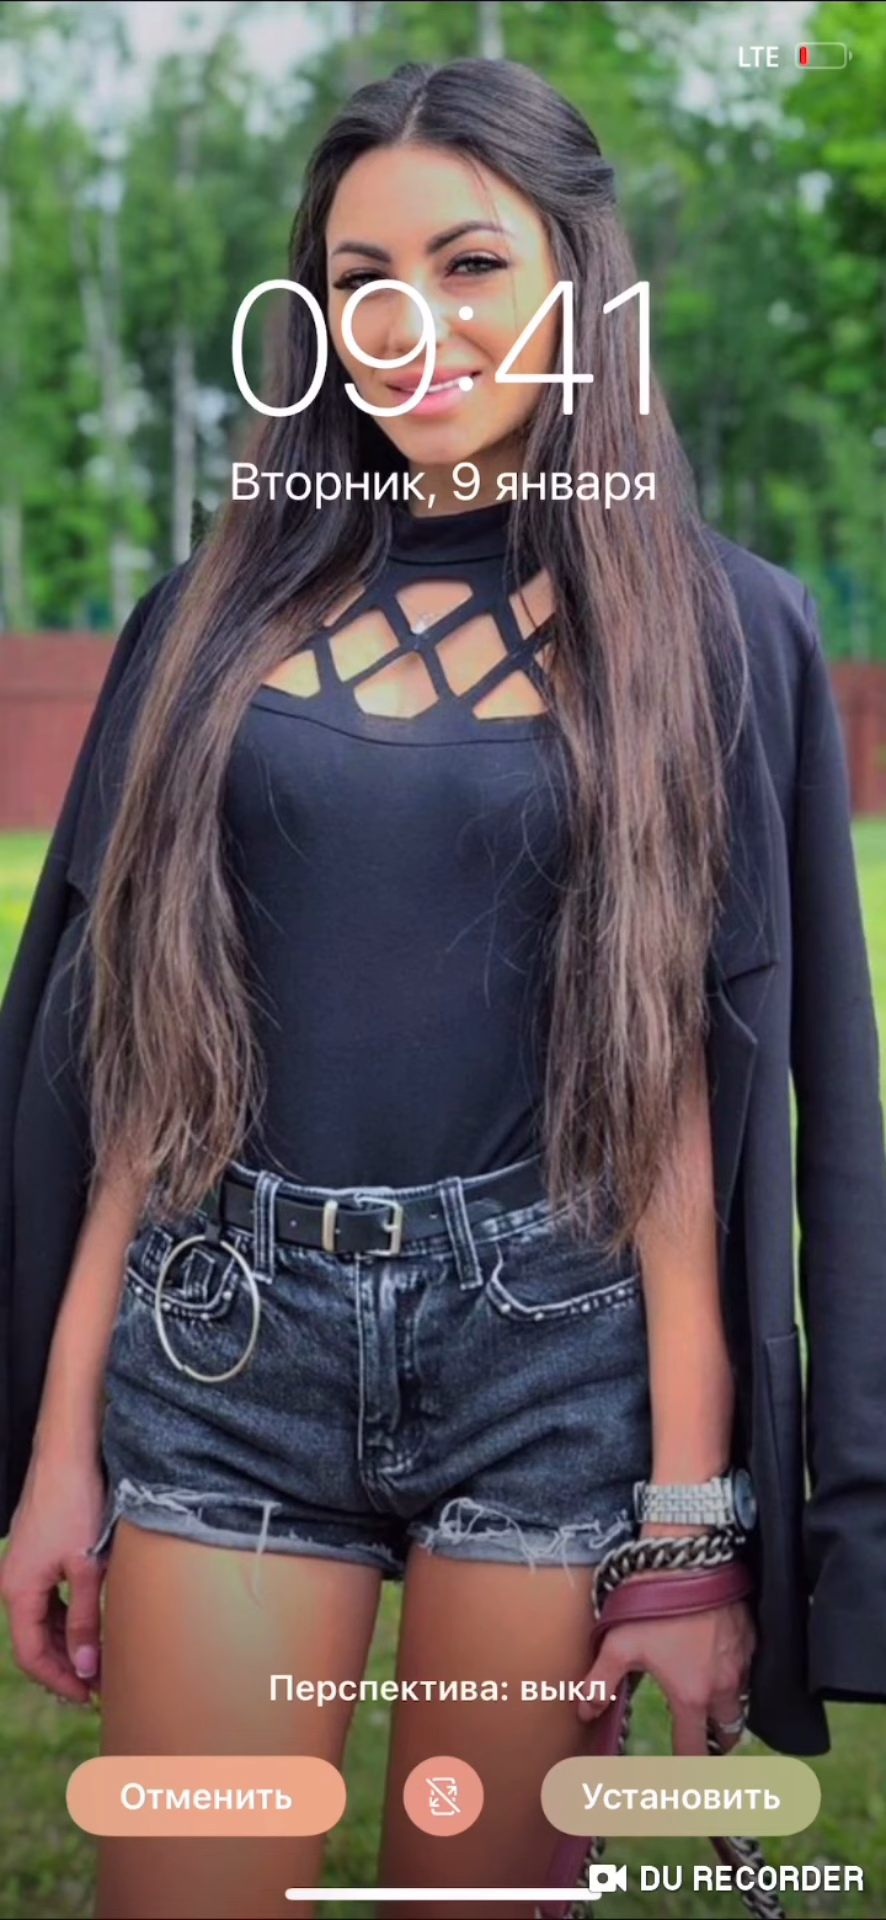 LTE
09:41
Вторник, 9 января
Перспектива: выкл.
Отменить
Установить
DU RECORDER